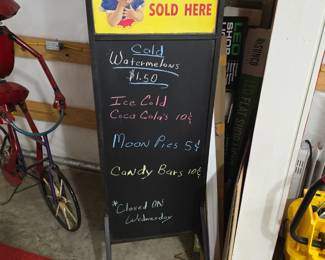 SOLD HERE
Cold
Watermelons
$1.50
Ice Cold
Coca Cola's 10¢
Moon Pies 5¢
Candy Bars 10¢
*Closed ON
Wednesday
LED